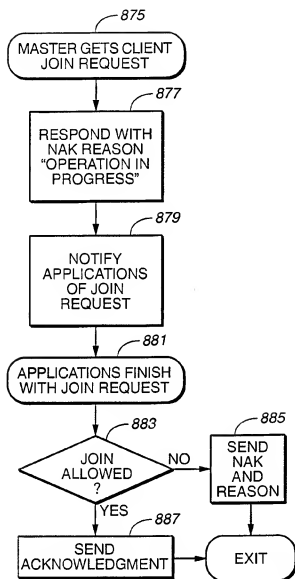 875
MASTER GETS CLIENT
JOIN REQUEST
877
RESPOND WITH
NAK REASON
“OPERATION IN
PROGRESS”
879
NOTIFY
APPLICATIONS
OF JOIN
REQUEST
881
APPLICATIONS FINISH
WITH JOIN REQUEST
883
JOIN
ALLOWED
?
NO
YES
885
SEND
NAK
AND
REASON
887
SEND
ACKNOWLEDGMENT
EXIT